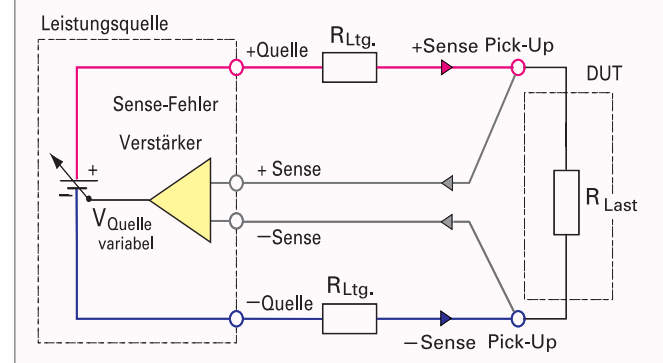 Leistungsquelle
+Quelle
RLtg.
+Sense Pick-Up
DUT
Sense-Fehler
Verstärker
+ Sense
+
−
VQuelle
variabel
−Sense
RLast
−Quelle
RLtg.
−Sense Pick-Up